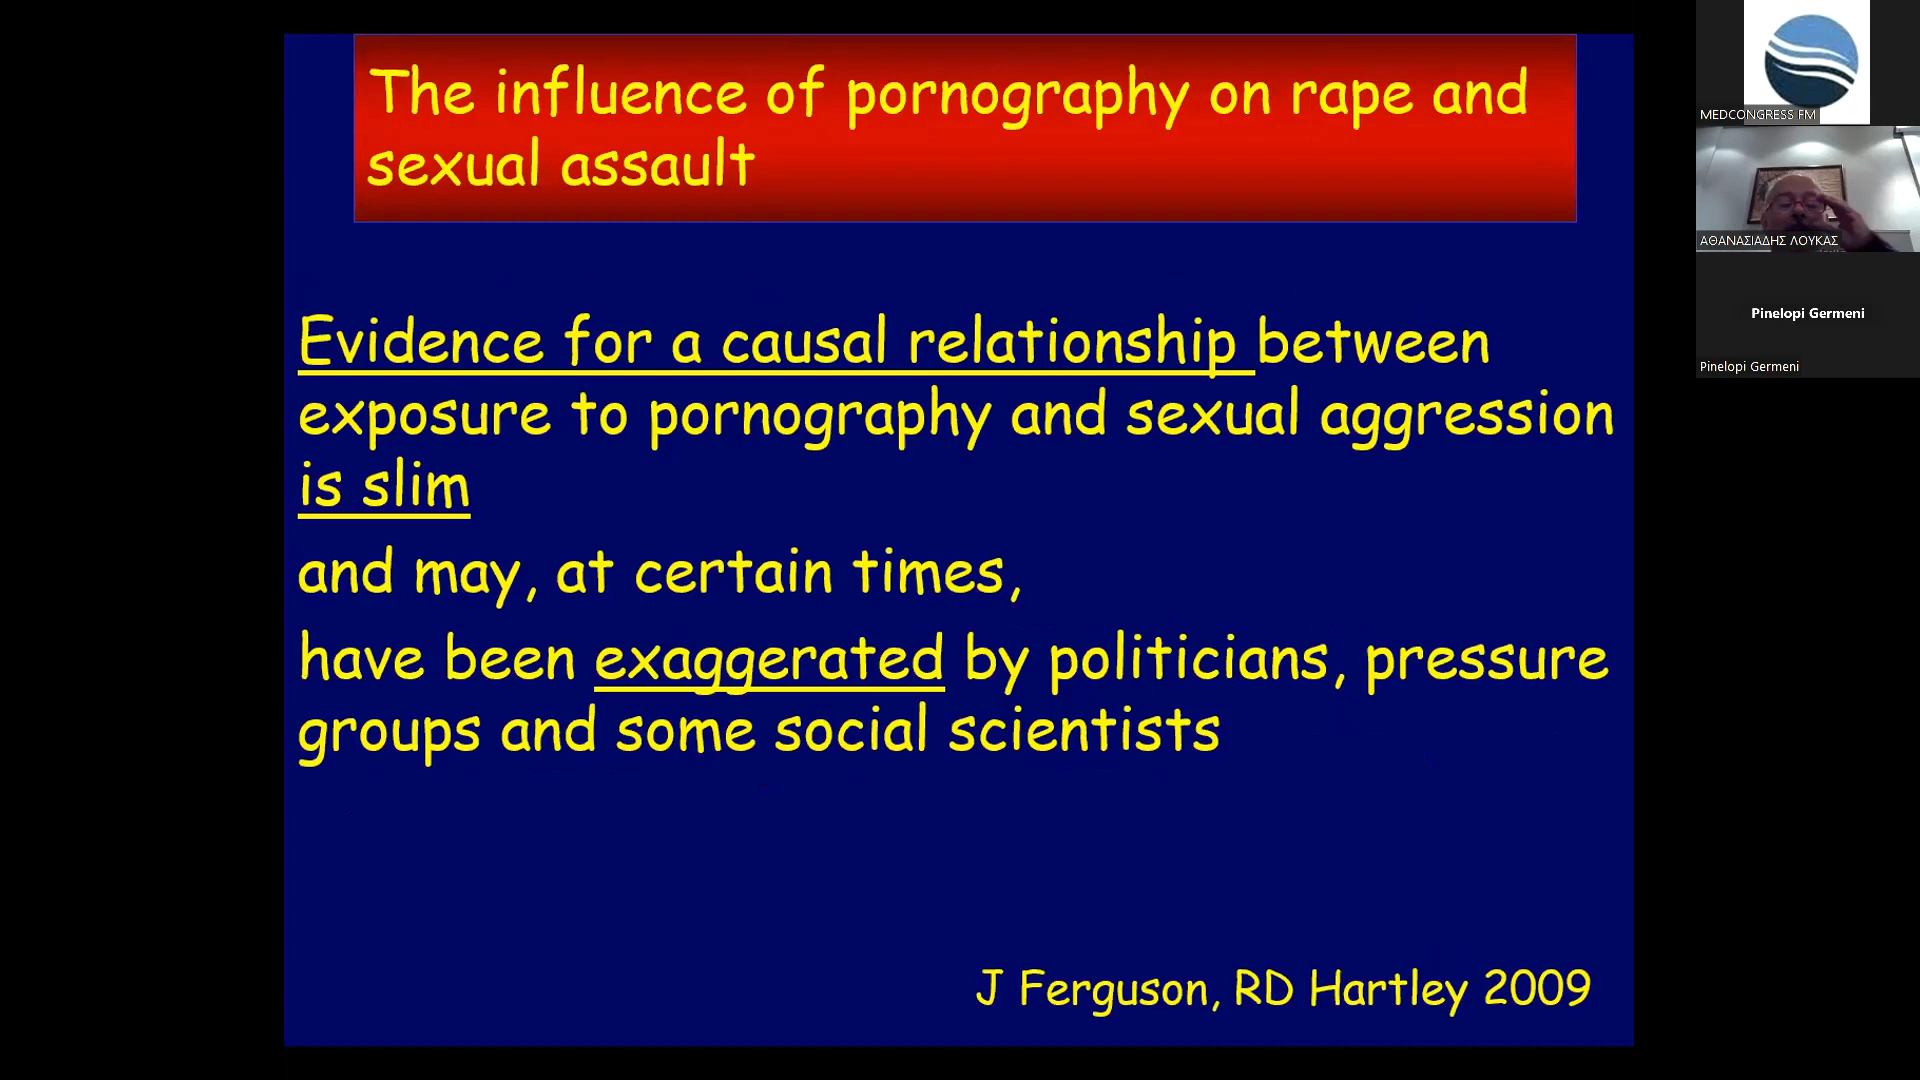 The influence of pornography on rape and
sexual assault
Evidence for a causal relationship between
exposure to pornography and sexual aggression
is slim
and may, at certain times,
have been exaggerated by politicians, pressure
groups and some social scientists
J Ferguson, RD Hartley 2009
MEDCONGRESS FM
ΑΘΑΝΑΣΙΑΔΗΣ ΛΟΥΚΑΣ
Pinelopi Germeni
Pinelopi Germeni